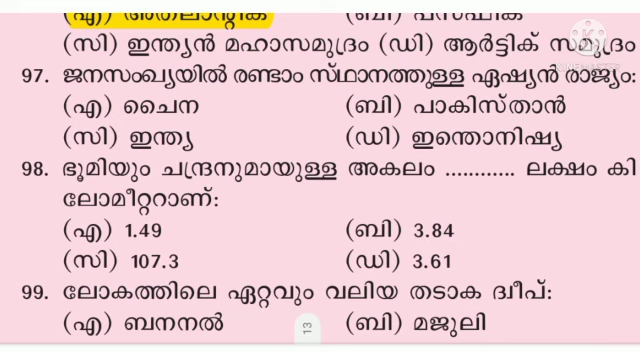 (എ) അത്‌ലാന്റിക് (ബി) പസഫിക്
(സി) ഇന്ത്യൻ മഹാസമുദ്രം (ഡി) ആർട്ടിക് സമുദ്രം
97. ജനസംഖ്യയിൽ രണ്ടാം സ്ഥാനത്തുള്ള ഏഷ്യൻ രാജ്യം:
(എ) ചൈന (ബി) പാകിസ്താൻ
(സി) ഇന്ത്യ (ഡി) ഇന്തൊനിഷ്യ
98. ഭൂമിയും ചന്ദ്രനുമായുള്ള അകലം ............ ലക്ഷം കി
ലോമീറ്ററാണ്:
(എ) 1.49 (ബി) 3.84
(സി) 107.3 (ഡി) 3.61
99. ലോകത്തിലെ ഏറ്റവും വലിയ തടാക ദ്വീപ്:
(എ) ബനനൽ (ബി) മജുലി
13